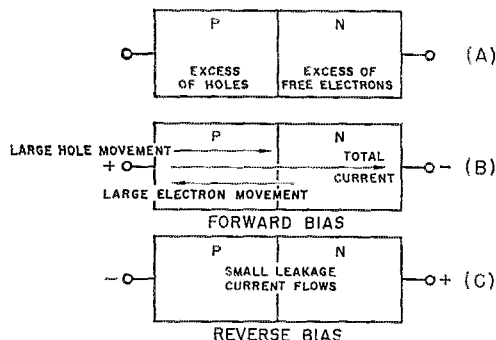 P N
EXCESS OF HOLES
EXCESS OF FREE ELECTRONS
(A)
P N
LARGE HOLE MOVEMENT
+
TOTAL CURRENT
- (B)
LARGE ELECTRON MOVEMENT
FORWARD BIAS
P N
-
SMALL LEAKAGE
CURRENT FLOWS
+ (C)
REVERSE BIAS